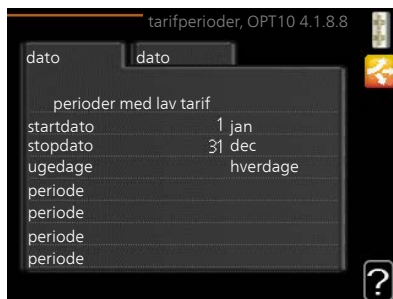 tarifperioder, OPT10 4.1.8.8
dato dato
perioder med lav tarif
startdato 1 jan
stopdato 31 dec
ugedage hverdage
periode
periode
periode
periode
?